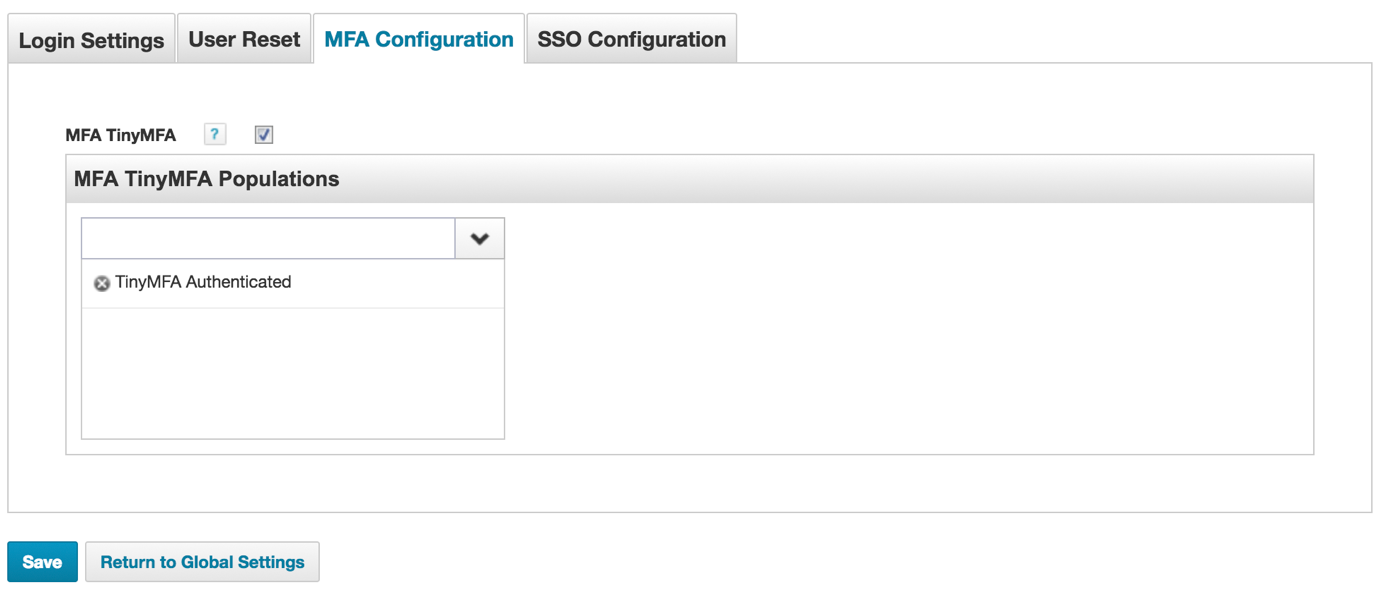 Login Settings
User Reset
MFA Configuration
SSO Configuration
MFA TinyMFA ?
MFA TinyMFA Populations
TinyMFA Authenticated
Save
Return to Global Settings